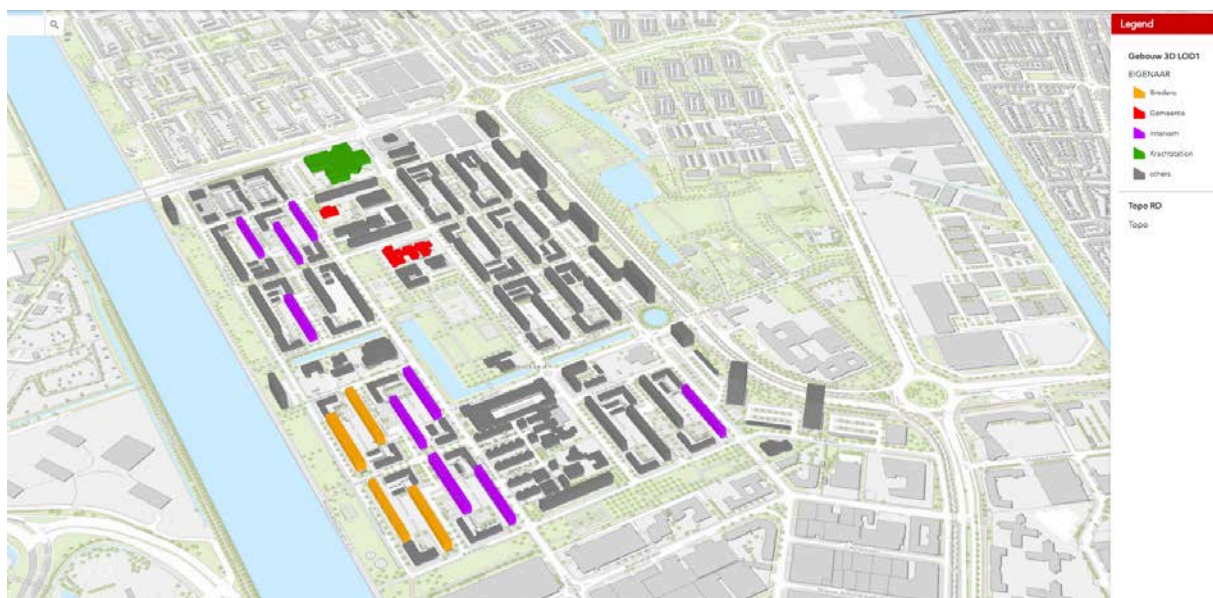 Legend
Gebouw 3D LOD1
EIGENAAR
Bredero
Gemeente
Intervam
Krachtstation
others
Topo RD
Topo